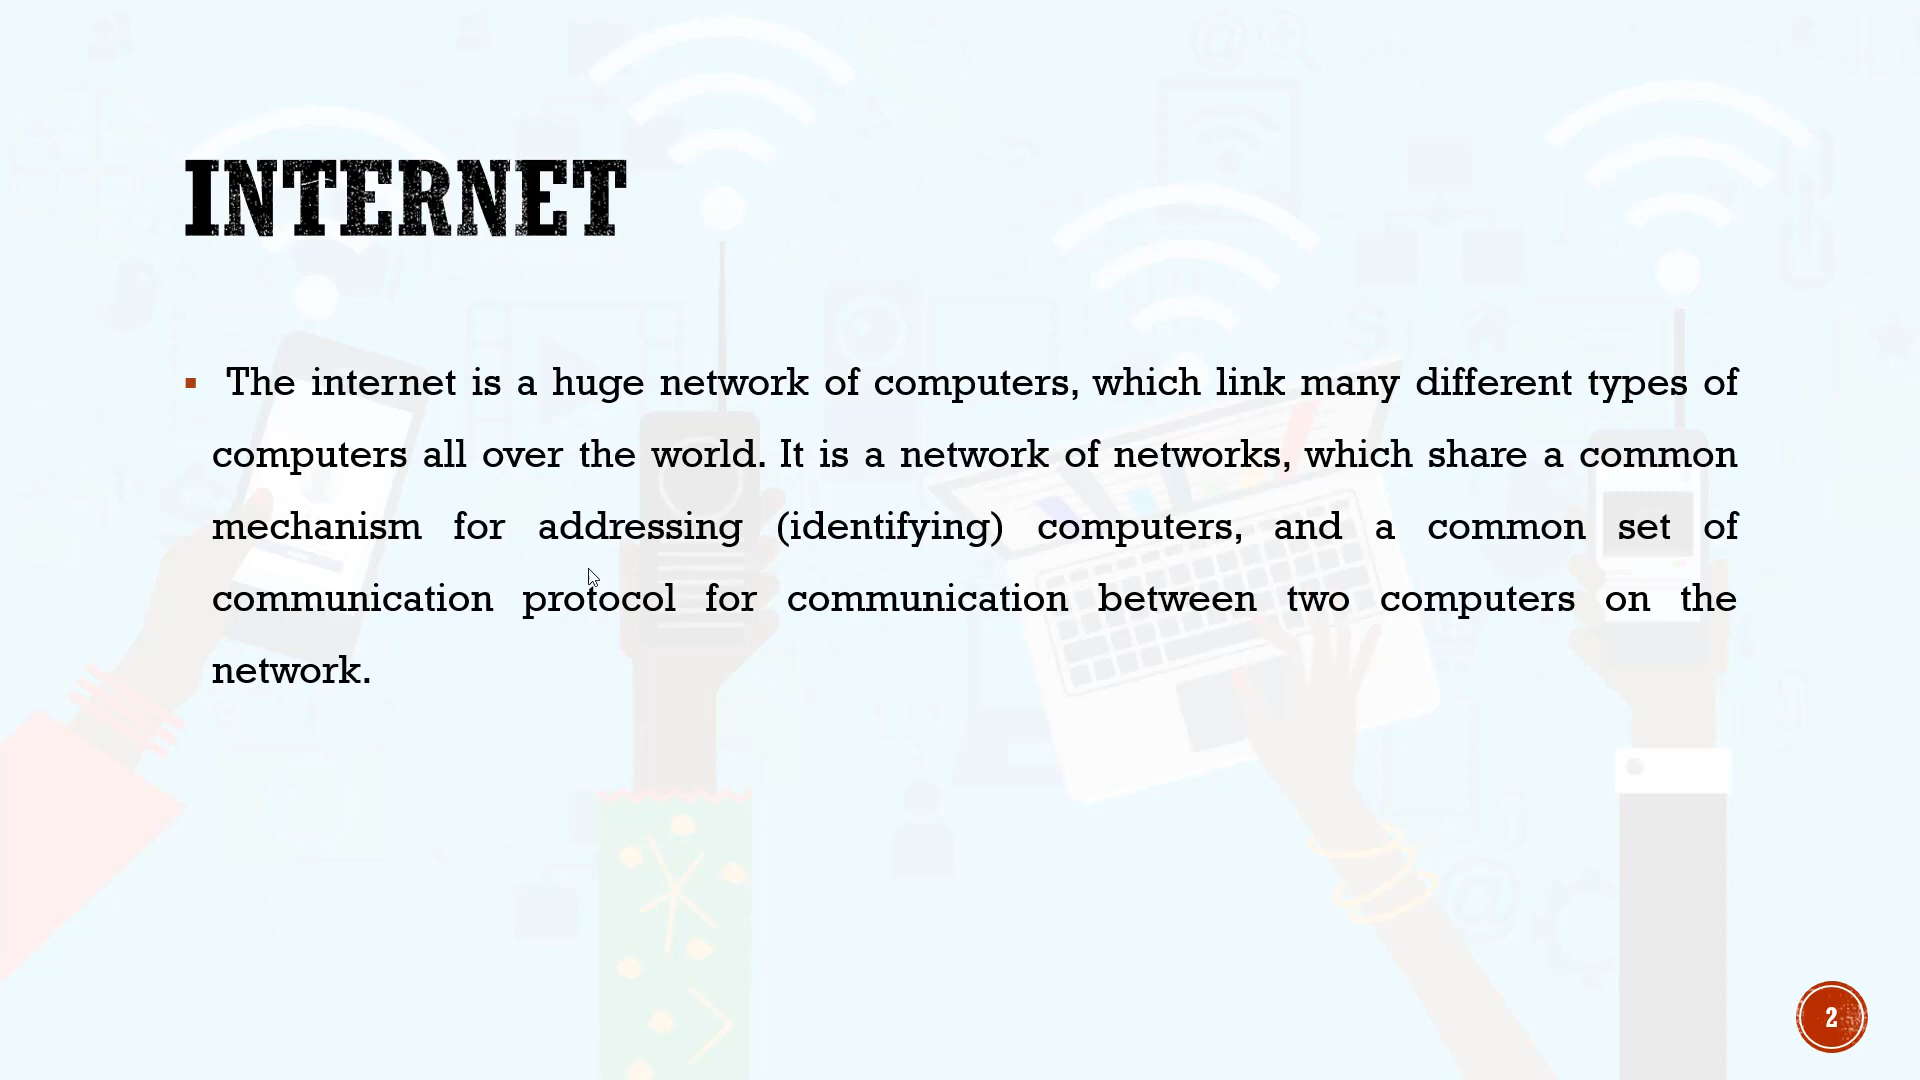 INTERNET
The internet is a huge network of computers, which link many different types of
computers all over the world. It is a network of networks, which share a common
mechanism for addressing (identifying) computers, and a common set of
communication protocol for communication between two computers on the
network.
2